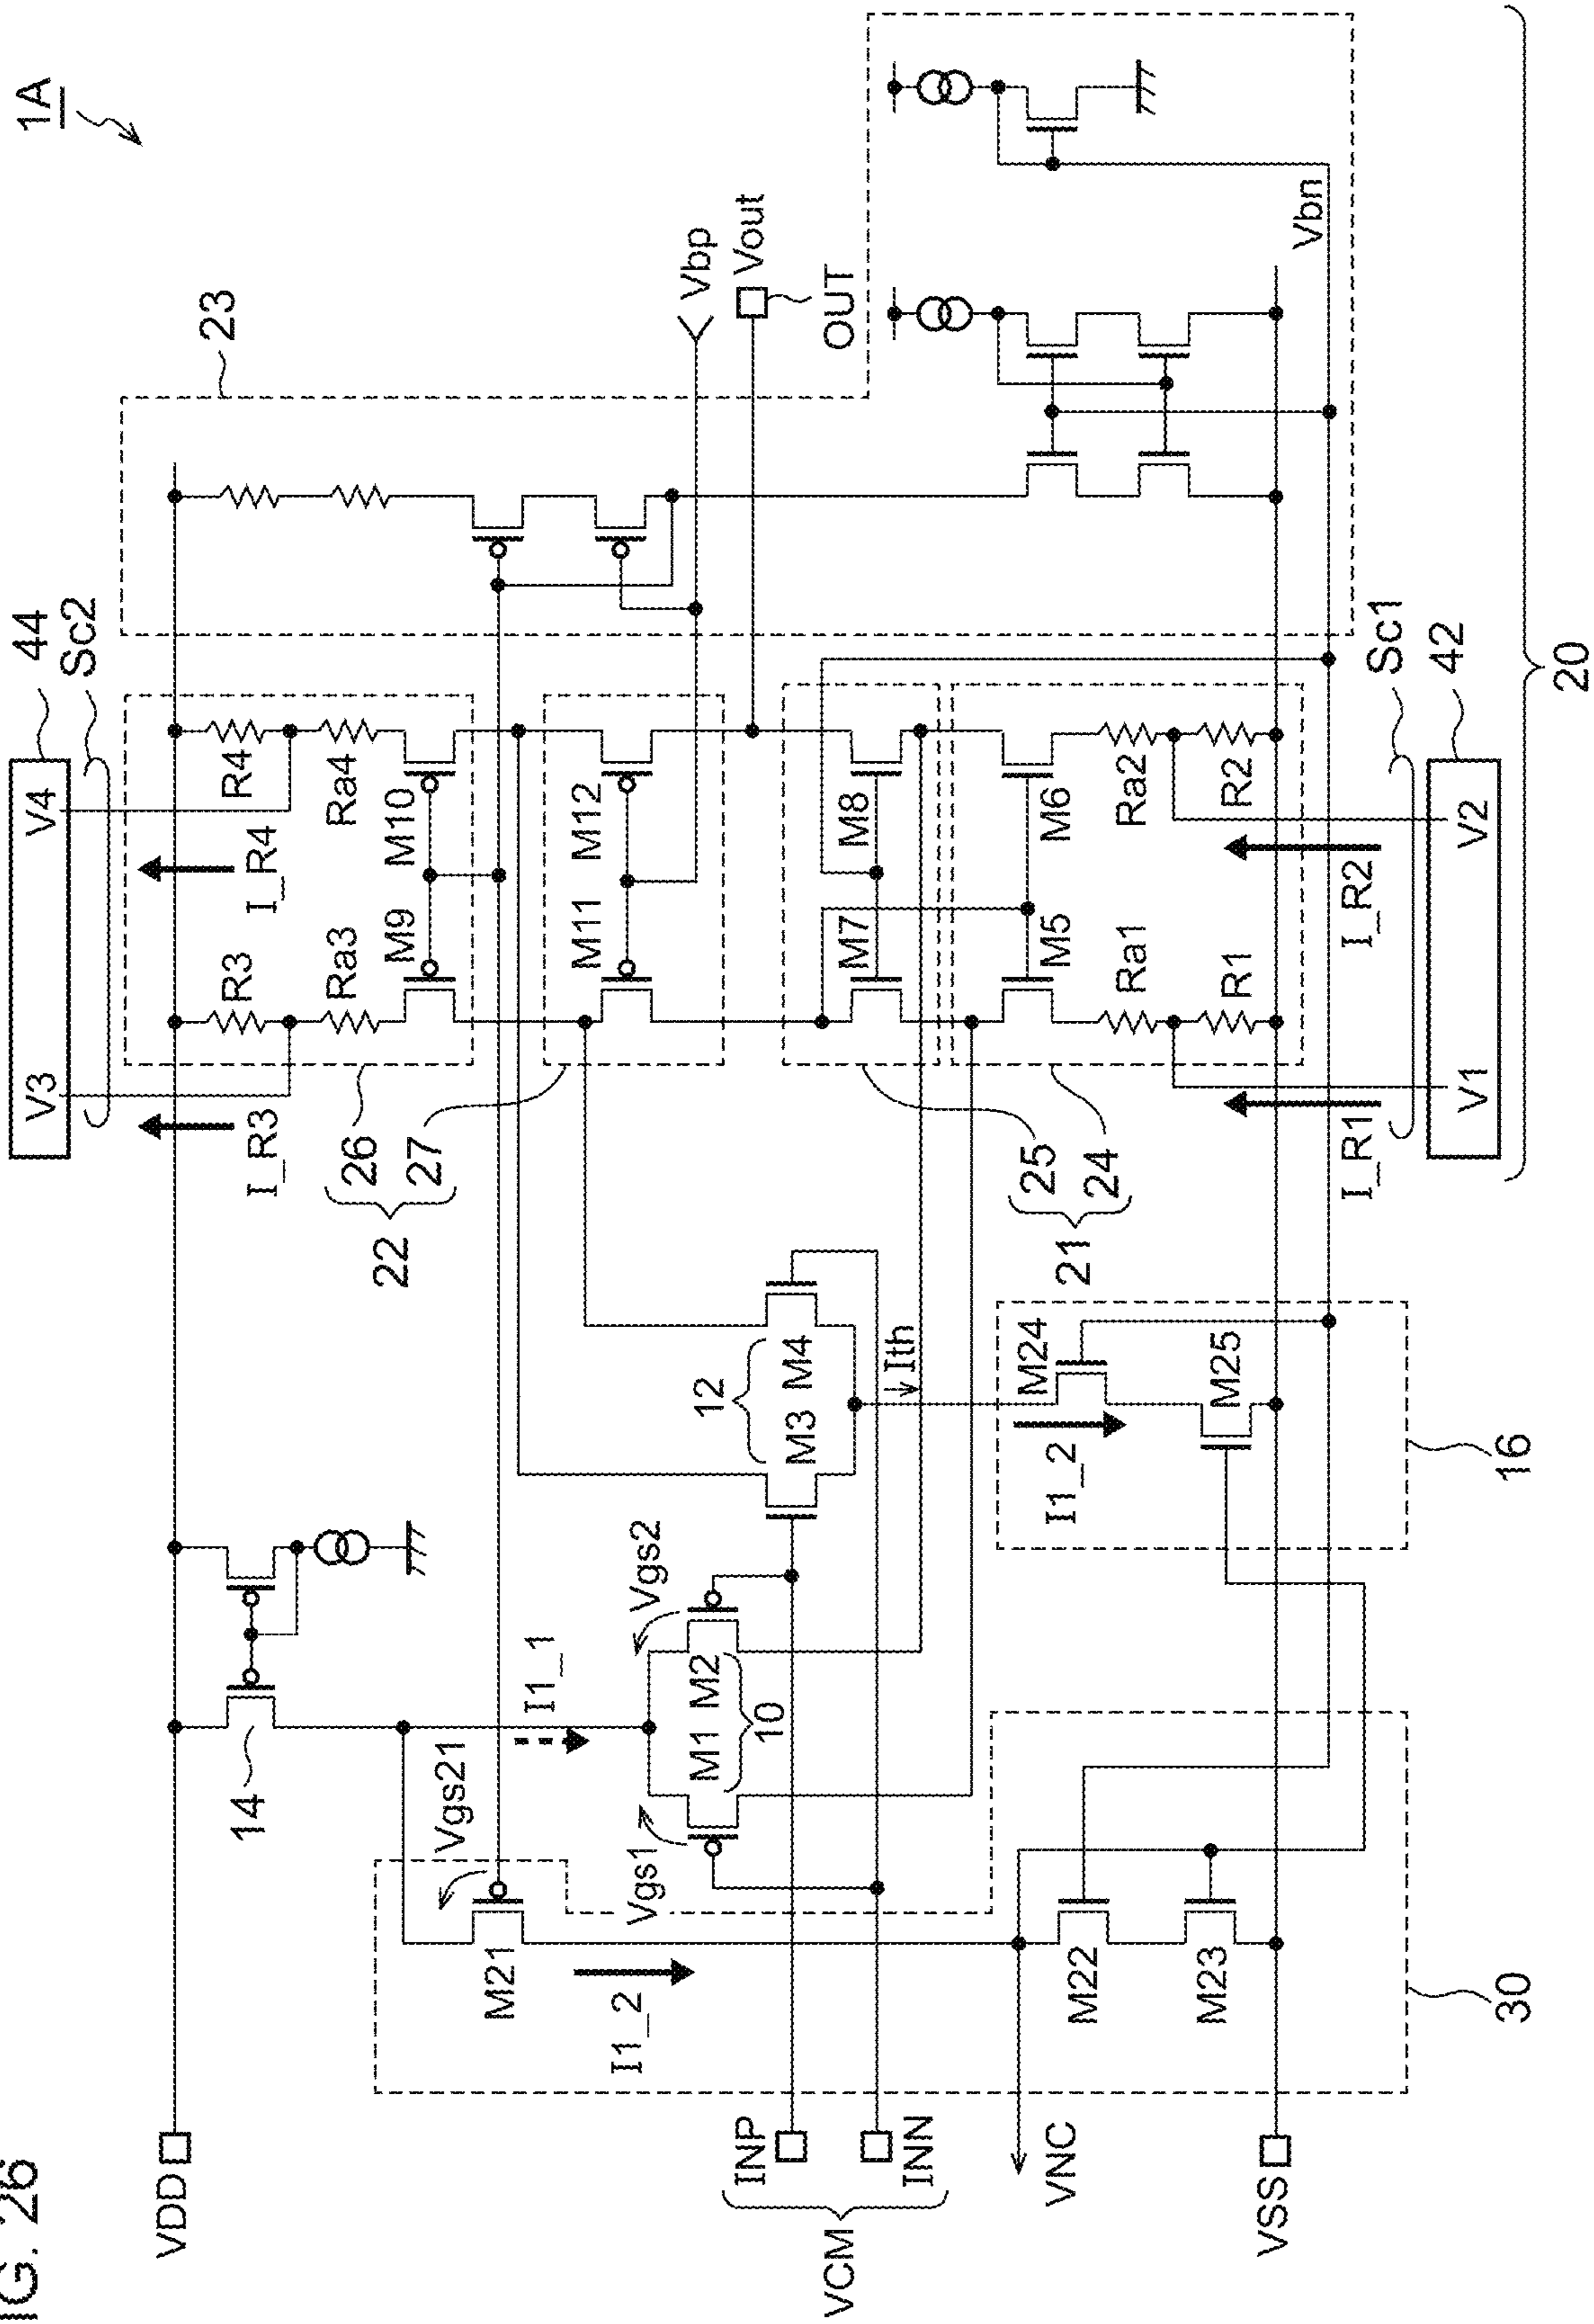 IG. 26
1A
VDD
14
I1_1
Vgs21
M21
I1_2
Vgs1
Vgs2
M1
M2
10
12
M3
M4
Ith
INP
INN
VCM
VNC
VSS
M22
M23
30
M24
M25
I1_2
16
44
Sc2
V3
V4
I_R3
I_R4
R3
R4
Ra3
Ra4
M9
M10
M11
M12
26
27
22
23
Vbp
Vout
OUT
M7
M8
25
24
21
M5
M6
Ra1
Ra2
R1
R2
I_R1
I_R2
V1
V2
Sc1
42
Vbn
20